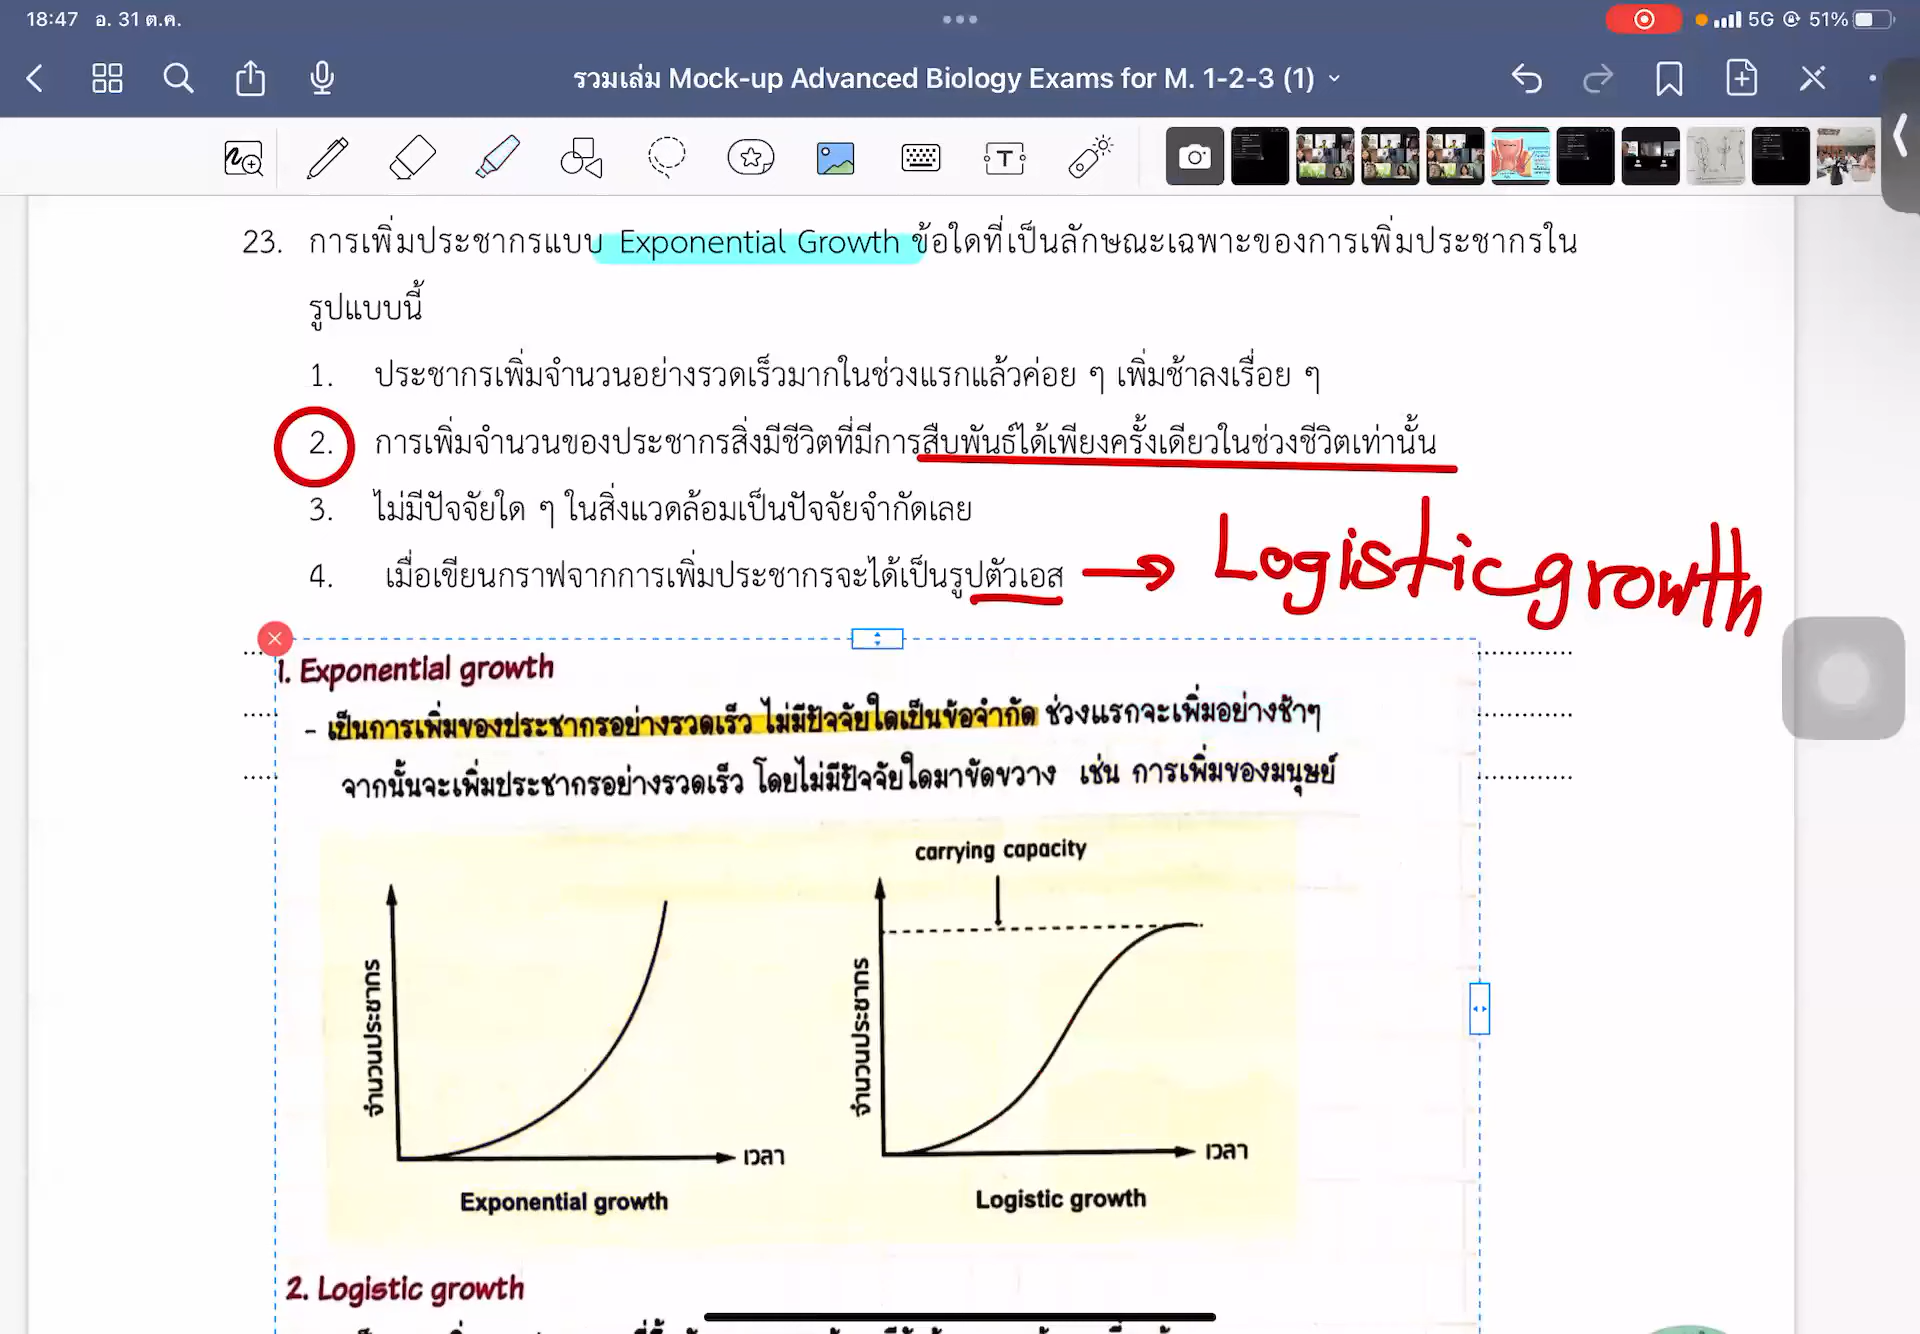 18:47 อ. 31 ต.ค.
5G 51%
รวมเล่ม Mock-up Advanced Biology Exams for M. 1-2-3 (1)
23. การเพิ่มประชากรแบบ Exponential Growth ข้อใดที่เป็นลักษณะเฉพาะของการเพิ่มประชากรใน
รูปแบบนี้
1. ประชากรเพิ่มจำนวนอย่างรวดเร็วมากในช่วงแรกแล้วค่อย ๆ เพิ่มช้าลงเรื่อย ๆ
2. การเพิ่มจำนวนของประชากรสิ่งมีชีวิตที่มีการสืบพันธ์ได้เพียงครั้งเดียวในช่วงชีวิตเท่านั้น
3. ไม่มีปัจจัยใด ๆ ในสิ่งแวดล้อมเป็นปัจจัยจำกัดเลย
4. เมื่อเขียนกราฟจากการเพิ่มประชากรจะได้เป็นรูปตัวเอส → Logistic growth
1. Exponential growth
- เป็นการเพิ่มของประชากรอย่างรวดเร็ว ไม่มีปัจจัยใดเป็นข้อจำกัด ช่วงแรกจะเพิ่มอย่างช้าๆ
จากนั้นจะเพิ่มประชากรอย่างรวดเร็ว โดยไม่มีปัจจัยใดมาขัดขวาง เช่น การเพิ่มของมนุษย์
carrying capacity
จำนวนประชากร
เวลา
Exponential growth
จำนวนประชากร
เวลา
Logistic growth
2. Logistic growth